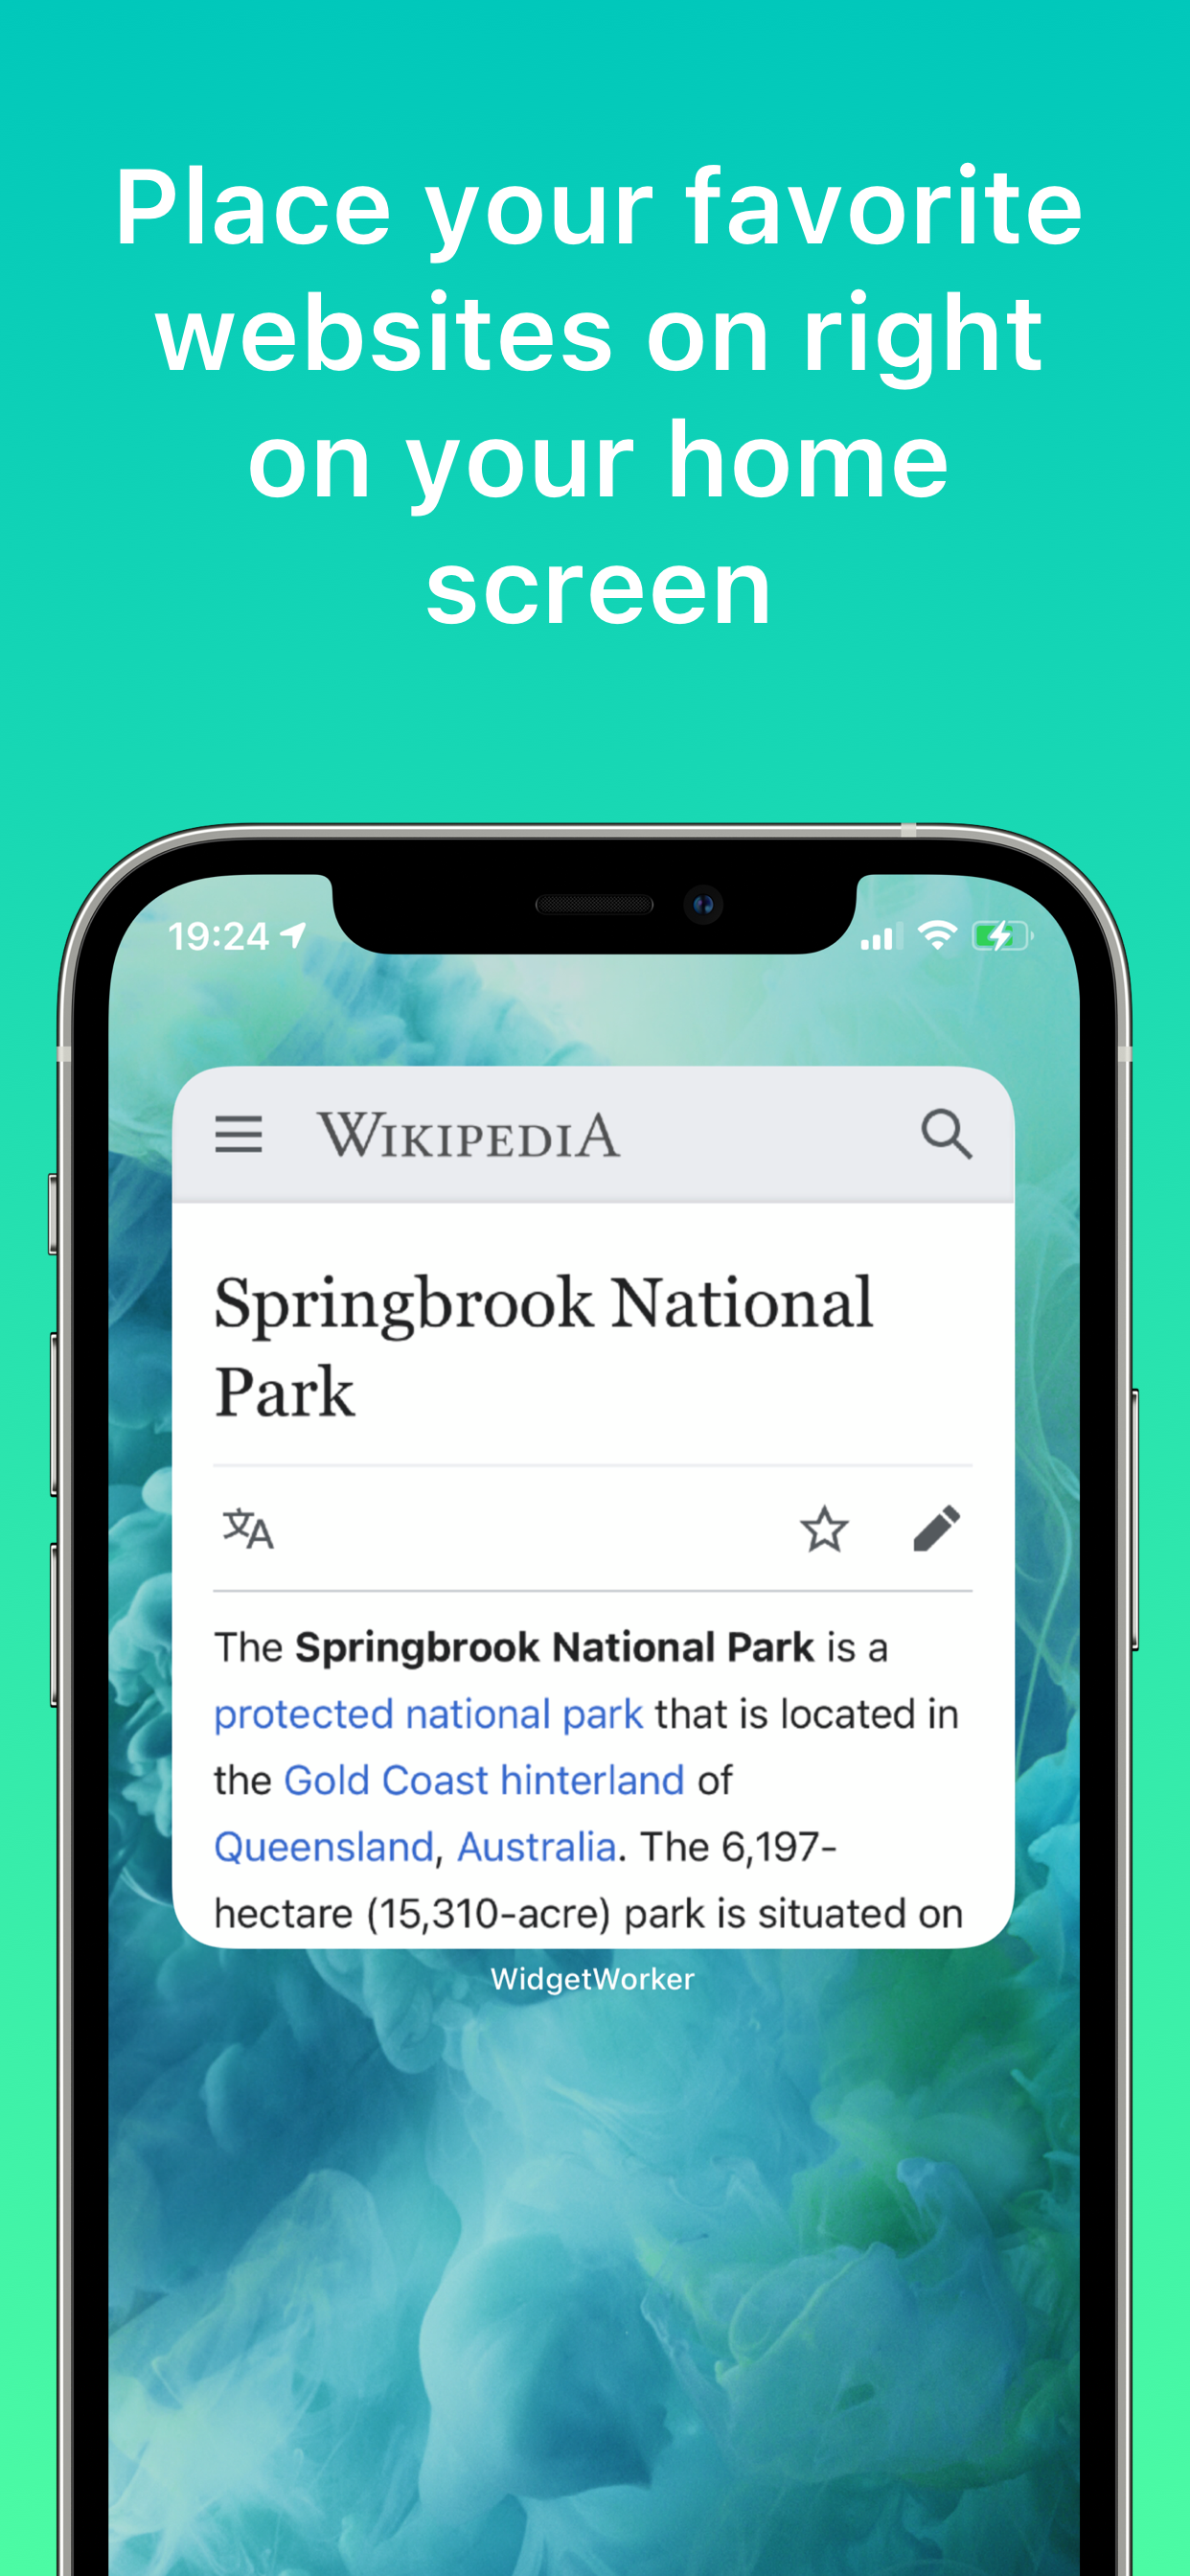 Place your favorite
websites on right
on your home
screen
19:24
WIKIPEDIA
Springbrook National
Park
文A
The Springbrook National Park is a
protected national park that is located in
the Gold Coast hinterland of
Queensland, Australia. The 6,197-
hectare (15,310-acre) park is situated on
WidgetWorker